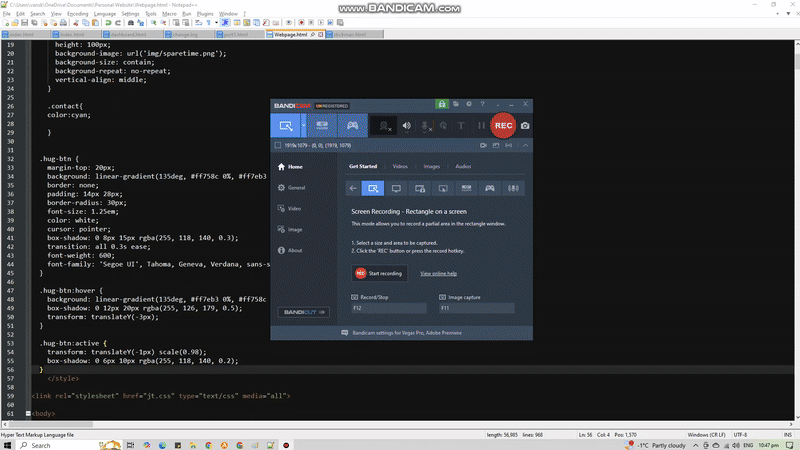 C:\Users\vandi\OneDrive\Documents\Personal Website\Webpage.html - Notepad++
WWW.BANDICAM.COM
File Edit Search View Encoding Language Settings Tools Macro Run Plugins Window ?
index.html index.html dashboard.html change.log port1.html Webpage.html
19 height: 100px;
20 background-image: url('img/sparetime.png');
21 background-size: contain;
22 background-repeat: no-repeat;
23 vertical-align: middle;
24 }
25
26 .contact{
27 color:cyan;
28
29 }
30
31
32 .hug-btn {
33 margin-top: 20px;
34 background: linear-gradient(135deg, #ff758c 0%, #ff7eb3
35 border: none;
36 padding: 14px 28px;
37 border-radius: 30px;
38 font-size: 1.25em;
39 color: white;
40 cursor: pointer;
41 box-shadow: 0 8px 15px rgba(255, 118, 140, 0.3);
42 transition: all 0.3s ease;
43 font-weight: 600;
44 font-family: 'Segoe UI', Tahoma, Geneva, Verdana, sans-s
45 }
46
47 .hug-btn:hover {
48 background: linear-gradient(135deg, #ff7eb3 0%, #ff758c
49 box-shadow: 0 12px 20px rgba(255, 126, 179, 0.5);
50 transform: translateY(-3px);
51 }
52
53 .hug-btn:active {
54 transform: translateY(-1px) scale(0.98);
55 box-shadow: 0 6px 10px rgba(255, 118, 140, 0.2);
56 }
57 </style>
58
59 <link rel="stylesheet" href="jt.css" type="text/css" media="all">
60
61 <body>
BANDICAM UNREGISTERED
REC
1919x1079 - (0, 0), (1919, 1079)
Home
General
Video
Image
About
BANDICUT
Get Started Videos Images Audios
Screen Recording - Rectangle on a screen
This mode allows you to record a partial area in the rectangle window.
1. Select a size and area to be captured.
2. Click the 'REC' button or press the record hotkey.
REC Start recording View online help
Record/Stop Image capture
F12 F11
Bandicam settings for Vegas Pro, Adobe Premiere
Hyper Text Markup Language file length: 56,985 lines: 968 Ln: 56 Col: 4 Pos: 1,570 Windows (CR LF) UTF-8 INS
Search -1°C Partly cloudy ENG 10:47 pm